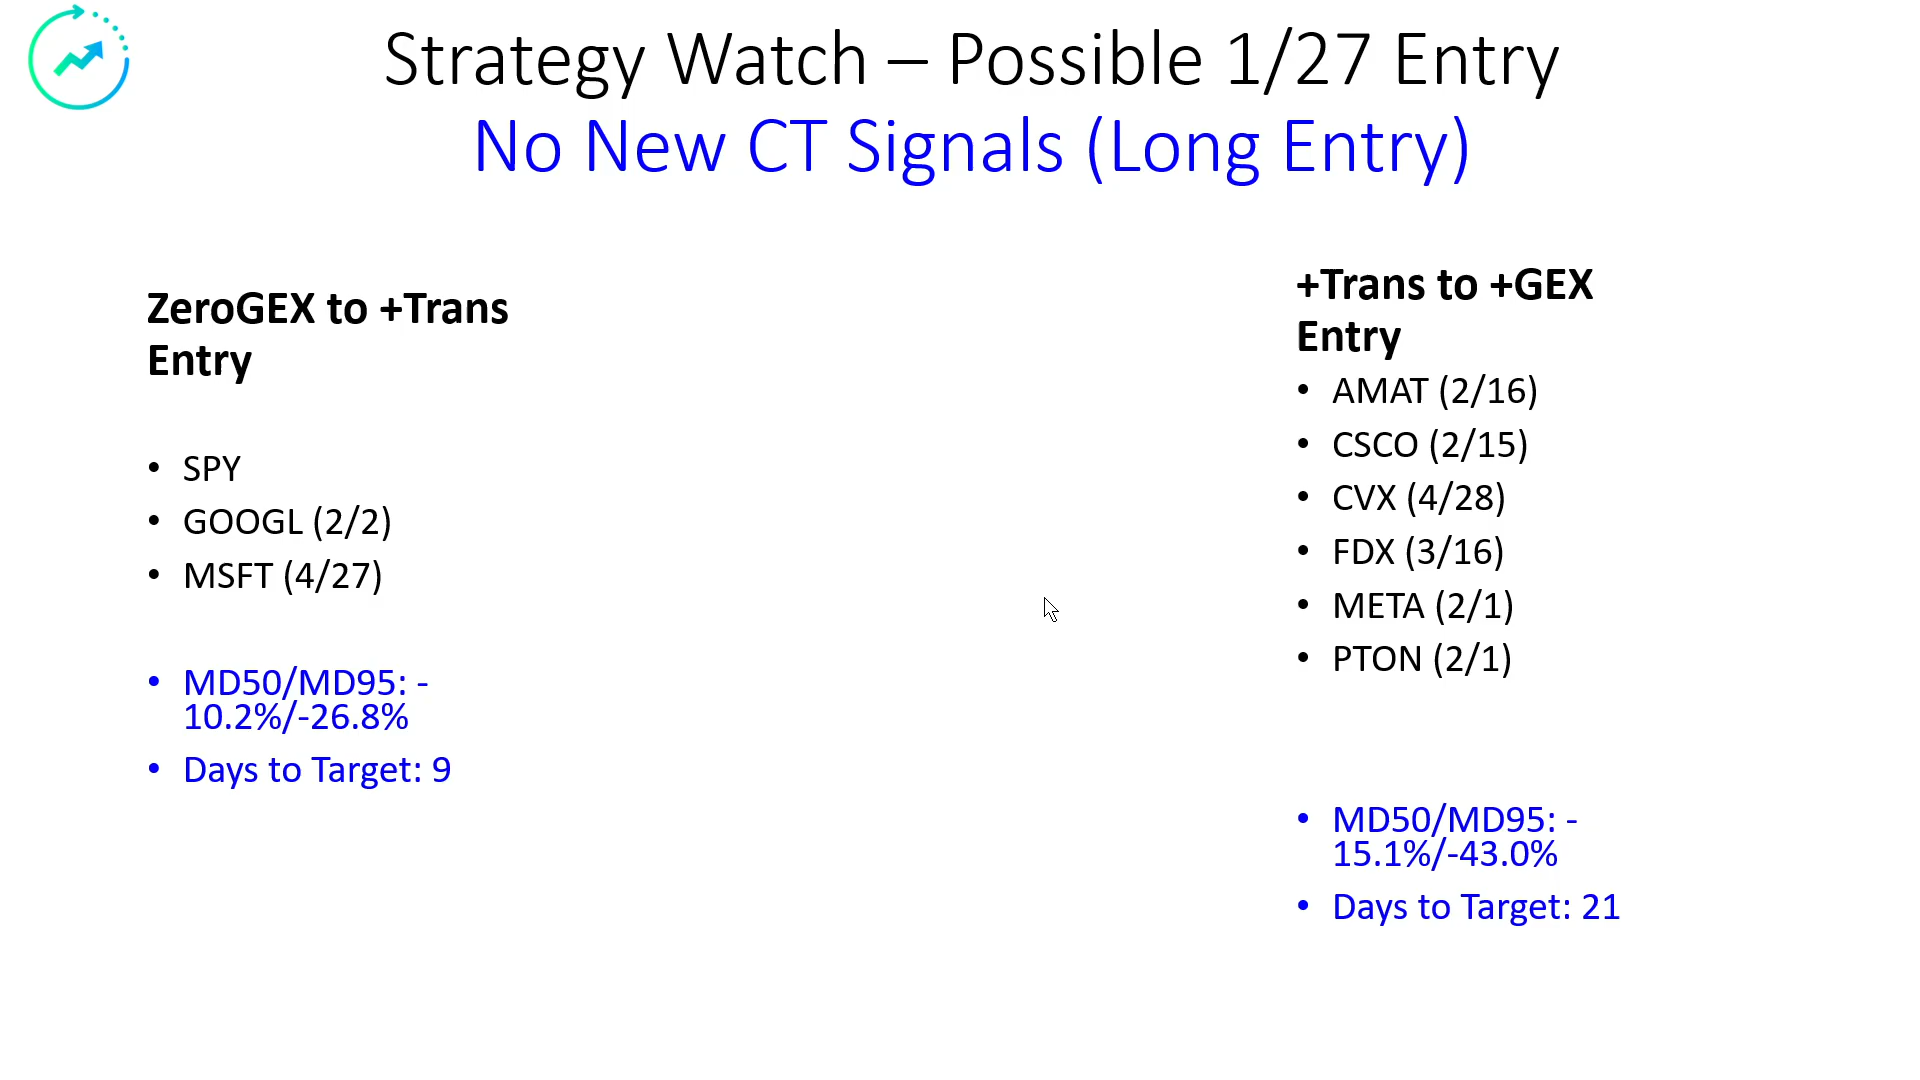 Strategy Watch – Possible 1/27 Entry
No New CT Signals (Long Entry)
ZeroGEX to +Trans
Entry
• SPY
• GOOGL (2/2)
• MSFT (4/27)
• MD50/MD95: -
10.2%/-26.8%
• Days to Target: 9
+Trans to +GEX
Entry
• AMAT (2/16)
• CSCO (2/15)
• CVX (4/28)
• FDX (3/16)
• META (2/1)
• PTON (2/1)
• MD50/MD95: -
15.1%/-43.0%
• Days to Target: 21